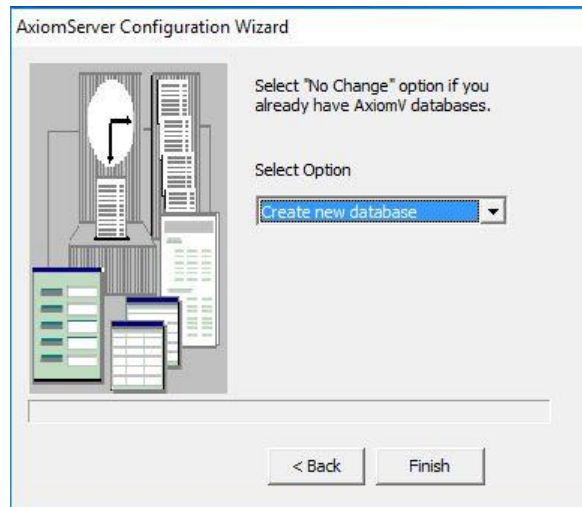 AxiomServer Configuration Wizard
Select "No Change" option if you
already have AxiomV databases.
Select Option
Create new database
< Back
Finish